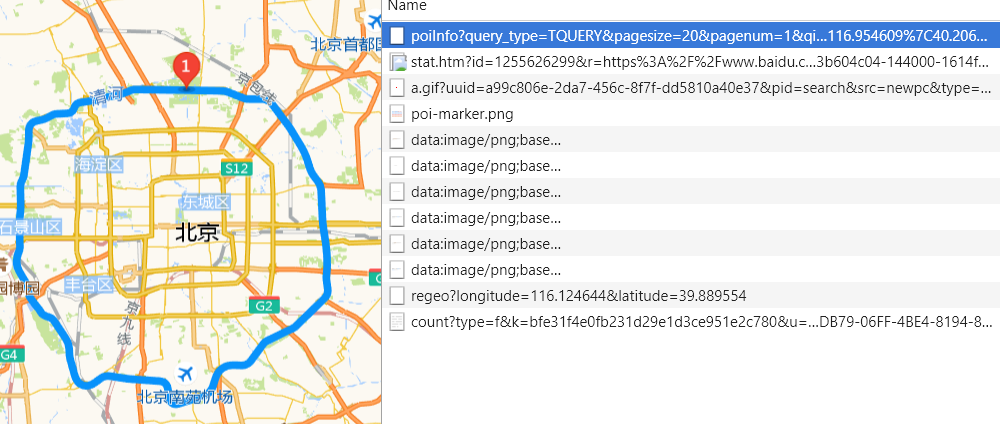 Name
北京首都
1
京包线
清河
海淀区
S12
东城区
石景山区
北京
园博园
丰台区
京九线
G2
G4
北京南苑机场
poiInfo?query_type=TQUERY&pagesize=20&pagenum=1&qi...116.954609%7C40.206...
stat.htm?id=1255626299&r=https%3A%2F%2Fwww.baidu.c...3b604c04-144000-1614f...
a.gif?uuid=a99c806e-2da7-456c-8f7f-dd5810a40e37&pid=search&src=newpc&type=...
poi-marker.png
data:image/png;base...
data:image/png;base...
data:image/png;base...
data:image/png;base...
data:image/png;base...
data:image/png;base...
regeo?longitude=116.124644&latitude=39.889554
count?type=f&k=bfe31f4e0fb231d29e1d3ce951e2c780&u=...DB79-06FF-4BE4-8194-8...